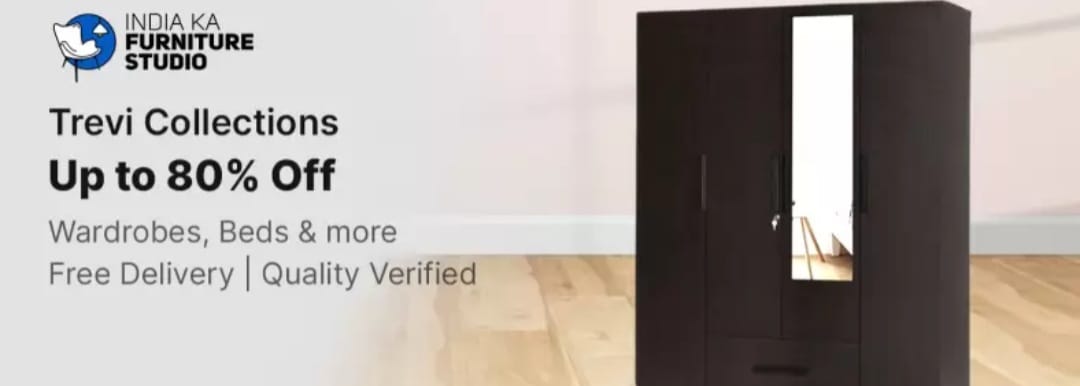 INDIA KA
FURNITURE
STUDIO
Trevi Collections
Up to 80% Off
Wardrobes, Beds & more
Free Delivery | Quality Verified